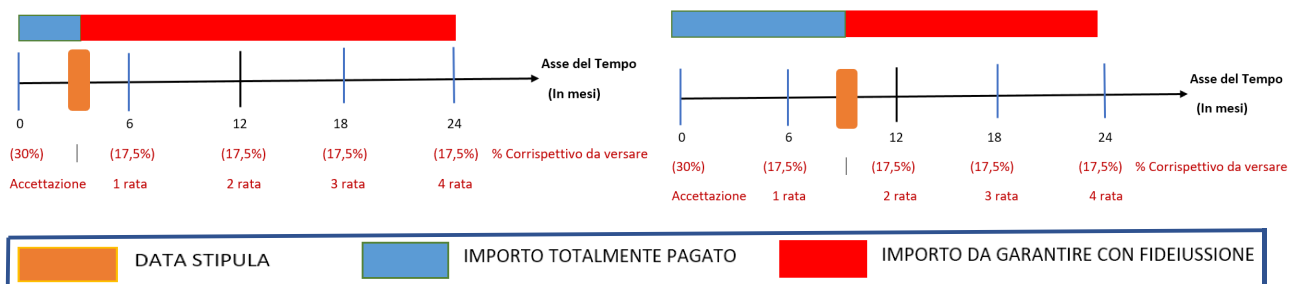 Asse del Tempo
(In mesi)
0 6 12 18 24
(30%) (17,5%) (17,5%) (17,5%) (17,5%) % Corrispettivo da versare
Accettazione 1 rata 2 rata 3 rata 4 rata
Asse del Tempo
(In mesi)
0 6 12 18 24
(30%) (17,5%) (17,5%) (17,5%) (17,5%) % Corrispettivo da versare
Accettazione 1 rata 2 rata 3 rata 4 rata
DATA STIPULA
IMPORTO TOTALMENTE PAGATO
IMPORTO DA GARANTIRE CON FIDEIUSSIONE